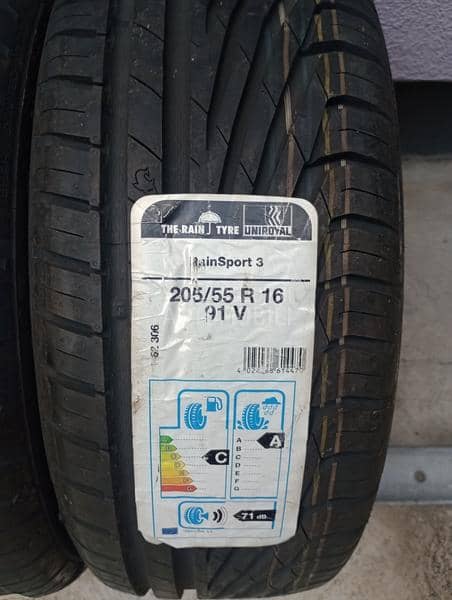 THE RAIN TYRE UNIROYAL
RainSport 3
205/55 R 16
91 V
C
A
B
C
D
E
F
G
A
71 dB